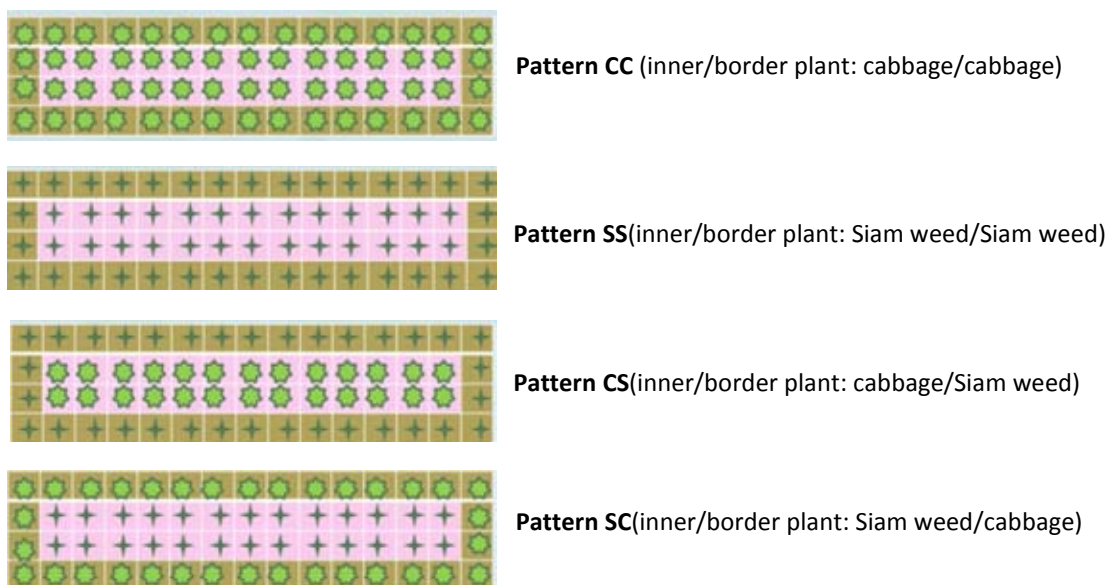 Pattern CC (inner/border plant: cabbage/cabbage)
Pattern SS(inner/border plant: Siam weed/Siam weed)
Pattern CS(inner/border plant: cabbage/Siam weed)
Pattern SC(inner/border plant: Siam weed/cabbage)